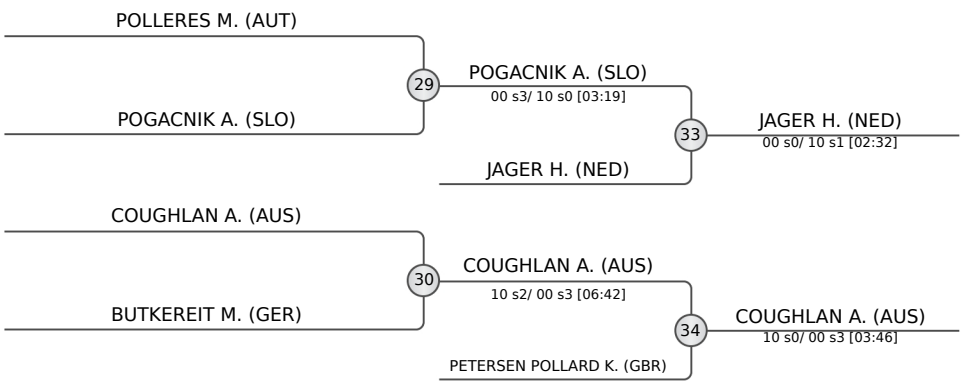 POLLERES M. (AUT)
29
POGACNIK A. (SLO)
POGACNIK A. (SLO)
00 s3/ 10 s0 [03:19]
33
JAGER H. (NED)
JAGER H. (NED)
00 s0/ 10 s1 [02:32]
COUGHLAN A. (AUS)
30
BUTKEREIT M. (GER)
COUGHLAN A. (AUS)
10 s2/ 00 s3 [06:42]
34
PETERSEN POLLARD K. (GBR)
COUGHLAN A. (AUS)
10 s0/ 00 s3 [03:46]